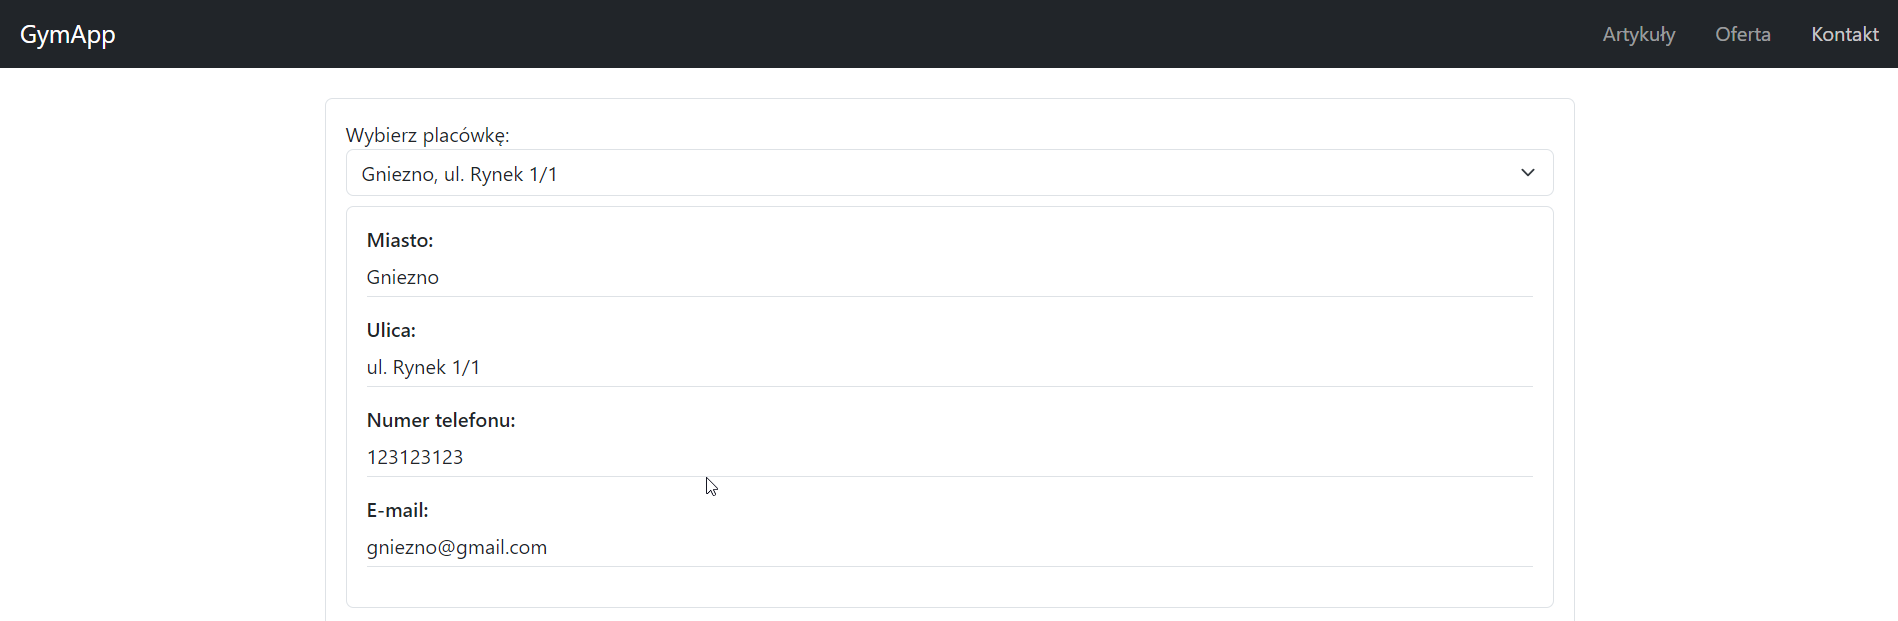 GymApp
Artykuły
Oferta
Kontakt
Wybierz placówkę:
Gniezno, ul. Rynek 1/1
Miasto:
Gniezno
Ulica:
ul. Rynek 1/1
Numer telefonu:
123123123
E-mail:
gniezno@gmail.com